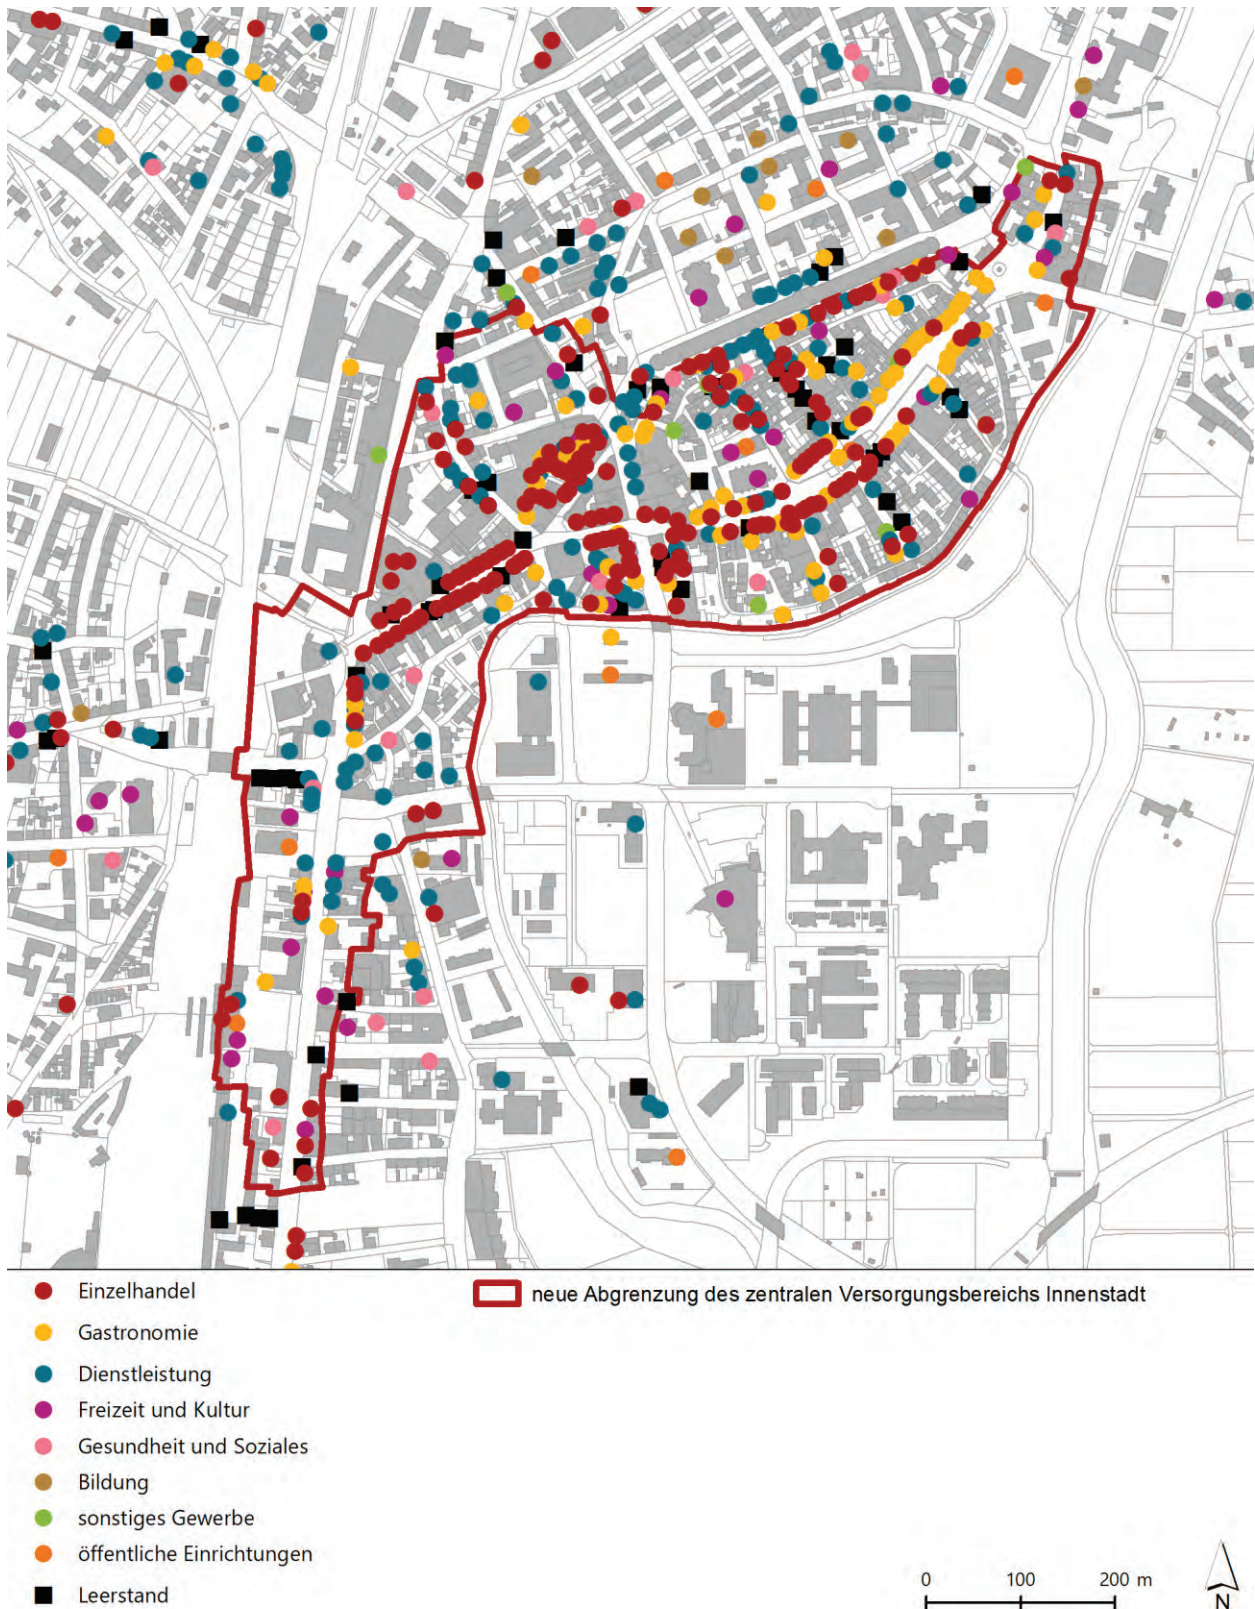 Einzelhandel
neue Abgrenzung des zentralen Versorgungsbereichs Innenstadt
Gastronomie
Dienstleistung
Freizeit und Kultur
Gesundheit und Soziales
Bildung
sonstiges Gewerbe
öffentliche Einrichtungen
Leerstand
0 100 200 m
N